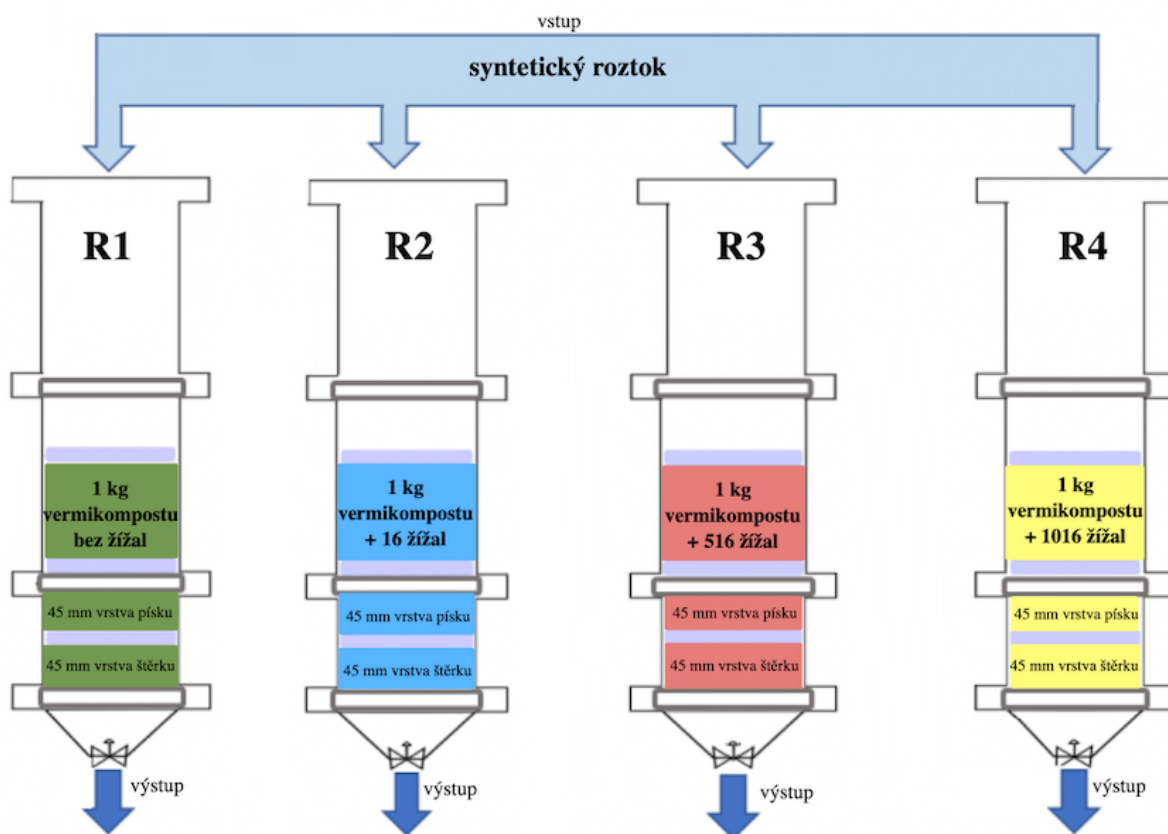 vstup
syntetický roztok
R1
R2
R3
R4
1 kg
vermikompostu
bez žížal
1 kg
vermikompostu
+ 16 žížal
1 kg
vermikompostu
+ 516 žížal
1 kg
vermikompostu
+ 1016 žížal
45 mm vrstva písku
45 mm vrstva písku
45 mm vrstva písku
45 mm vrstva písku
45 mm vrstva štěrku
45 mm vrstva štěrku
45 mm vrstva štěrku
45 mm vrstva štěrku
výstup
výstup
výstup
výstup